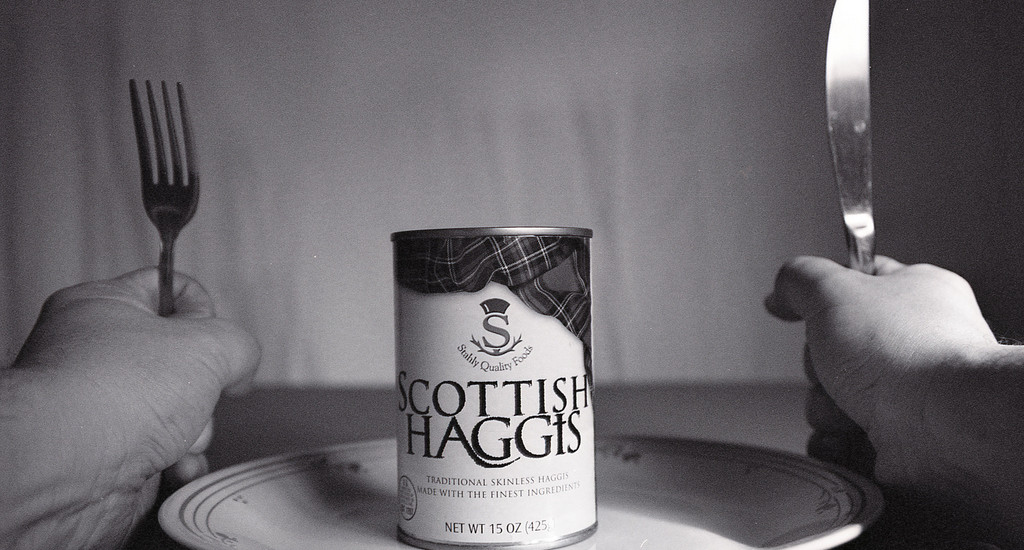 S
Stahly Quality Foods
SCOTTISH
HAGGIS
TRADITIONAL SKINLESS HAGGIS
MADE WITH THE FINEST INGREDIENTS
NET WT 15 OZ (425